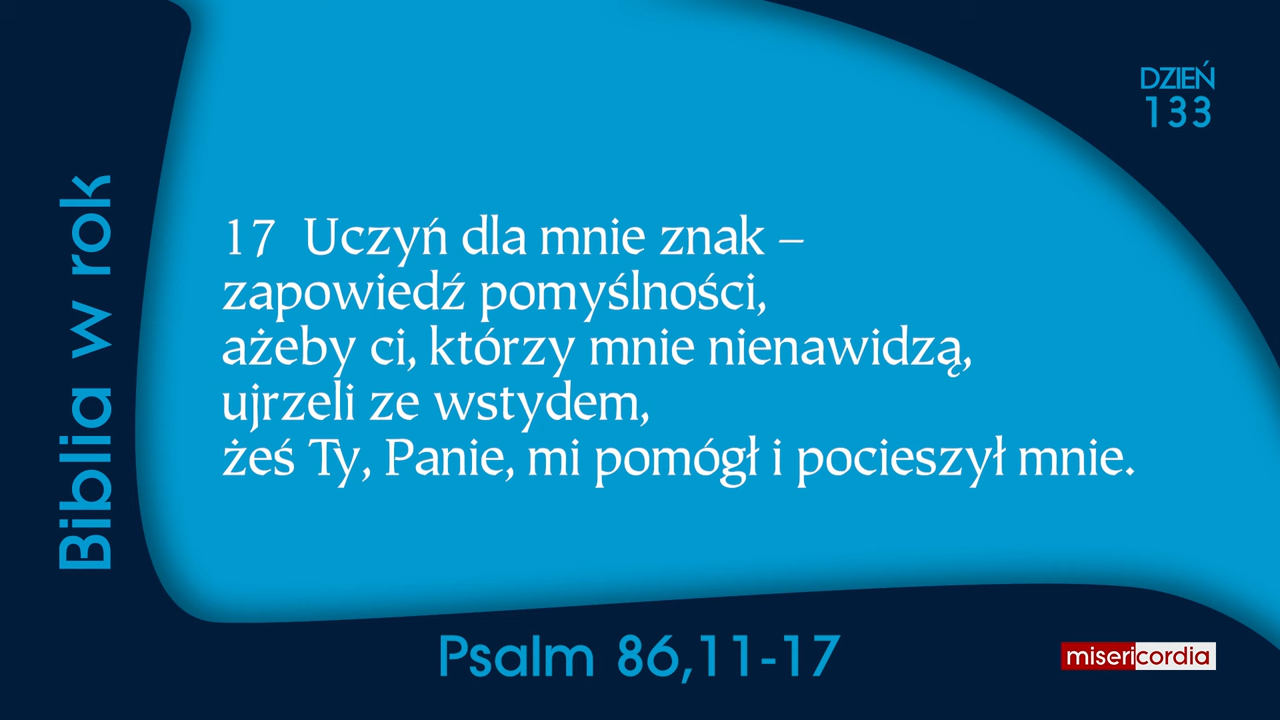 DZIEŃ
133
Biblia w rok
17 Uczyń dla mnie znak –
zapowiedź pomyślności,
ażeby ci, którzy mnie nienawidzą,
ujrzeli ze wstydem,
żeś Ty, Panie, mi pomógł i pocieszył mnie.
Psalm 86,11-17
misericordia